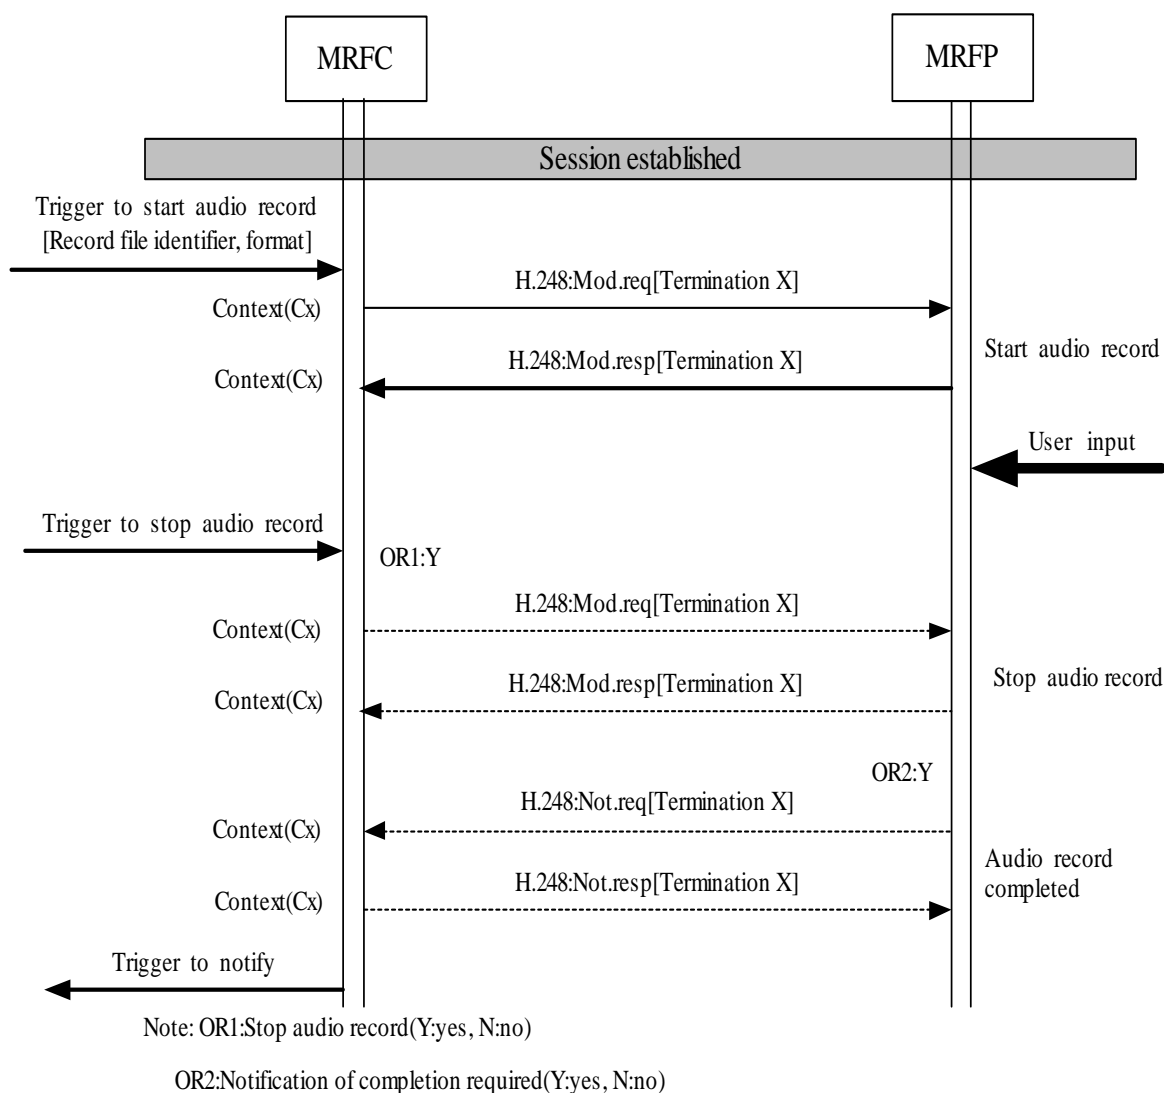 MRFC
MRFP
Session established
Trigger to start audio record
[Record file identifier, format]
H.248:Mod.req[Termination X]
Context(Cx)
Start audio record
H.248:Mod.resp[Termination X]
Context(Cx)
User input
Trigger to stop audio record
OR1:Y
H.248:Mod.req[Termination X]
Context(Cx)
Stop audio record
H.248:Mod.resp[Termination X]
Context(Cx)
OR2:Y
H.248:Not.req[Termination X]
Context(Cx)
Audio record
completed
H.248:Not.resp[Termination X]
Context(Cx)
Trigger to notify
Note: OR1:Stop audio record(Y:yes, N:no)
OR2:Notification of completion required(Y:yes, N:no)